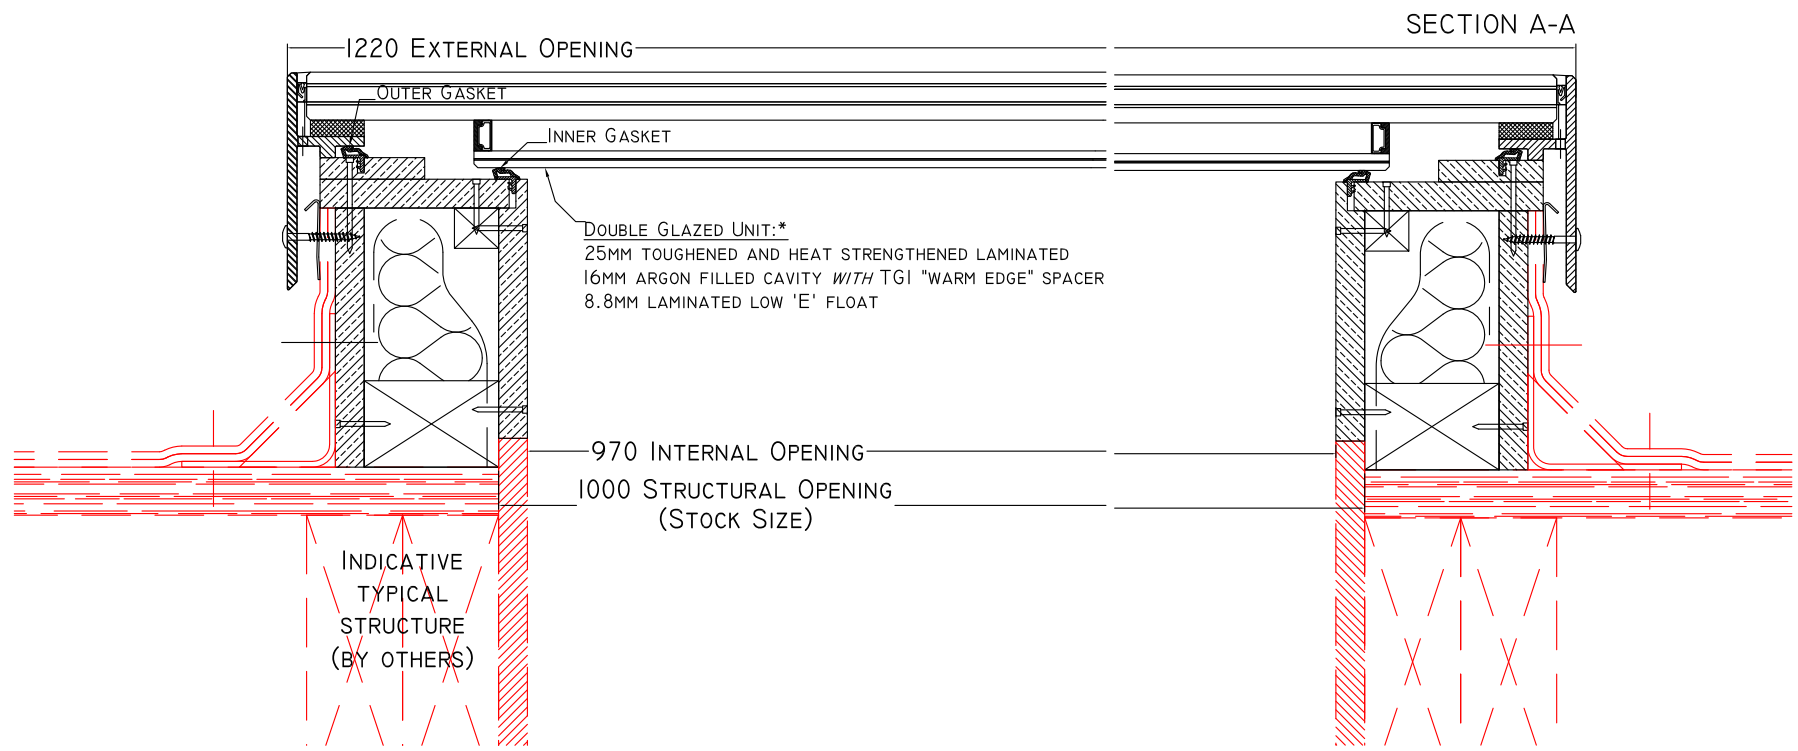 SECTION A-A
1220 EXTERNAL OPENING
OUTER GASKET
INNER GASKET
DOUBLE GLAZED UNIT:*
25MM TOUGHENED AND HEAT STRENGTHENED LAMINATED
16MM ARGON FILLED CAVITY WITH TGI "WARM EDGE" SPACER
8.8MM LAMINATED LOW 'E' FLOAT
970 INTERNAL OPENING
1000 STRUCTURAL OPENING
(STOCK SIZE)
INDICATIVE
TYPICAL
STRUCTURE
(BY OTHERS)